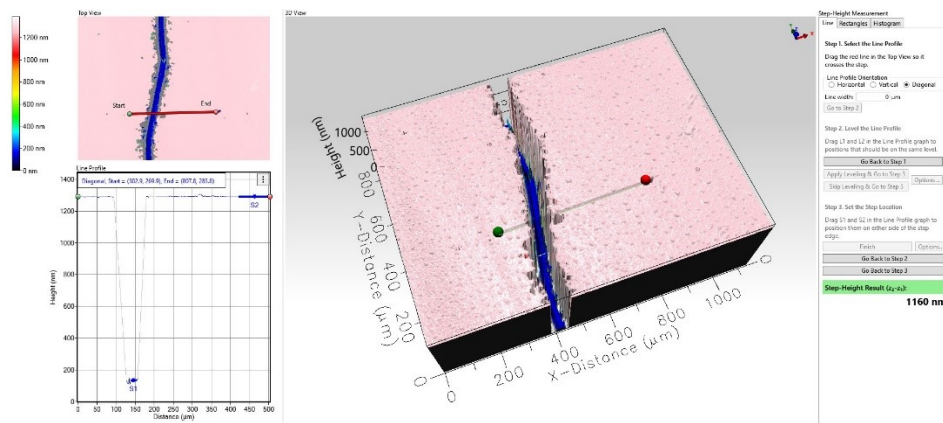 Top View
1200 nm
1000 nm
800 nm
600 nm
400 nm
200 nm
0 nm
Start
End
Line Profile
Diagonal, Start = (302.9, 269.9), End = (807.8, 283.8)
1400
1200
1000
800
600
400
200
0
Height (nm)
S2
S1
0 50 100 150 200 250 300 350 400 450 500
Distance (µm)
3D View
1000
500
0
Height (nm)
800
600
400
200
0
Y-Distance (µm)
0
200
400
600
800
1000
0
X-Distance (µm)
Step-Height Measurement
Line Rectangles Histogram
Step 1. Select the Line Profile
Drag the red line in the Top View so it
crosses the step.
Line Profile Orientation
Horizontal Vertical Diagonal
Line width: 0 µm
Go to Step 2
Step 2. Level the Line Profile
Drag L1 and L2 in the Line Profile graph to
positions that should be on the same level.
Go Back to Step 1
Apply Leveling & Go to Step 3
Options...
Skip Leveling & Go to Step 3
Step 3. Set the Step Location
Drag S1 and S2 in the Line Profile graph to
position them on either side of the step
edge.
Finish Options...
Go Back to Step 2
Go Back to Step 3
Step-Height Result (z₂-z₁):
1160 nm